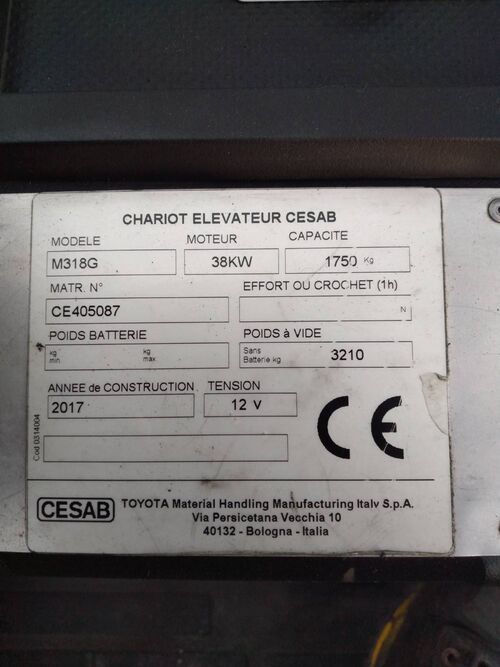 CHARIOT ELEVATEUR CESAB
MODELE MOTEUR CAPACITE
M318G 38KW 1750 Kg
MATR. N° EFFORT OU CROCHET (1h)
CE405087 N
POIDS BATTERIE POIDS à VIDE
kg min kg max Sans Batterie kg 3210
ANNEE de CONSTRUCTION TENSION
2017 12 V
CE
Cod 0314004
CESAB TOYOTA Material Handling Manufacturing Italy S.p.A.
Via Persicetana Vecchia 10
40132 - Bologna - Italia